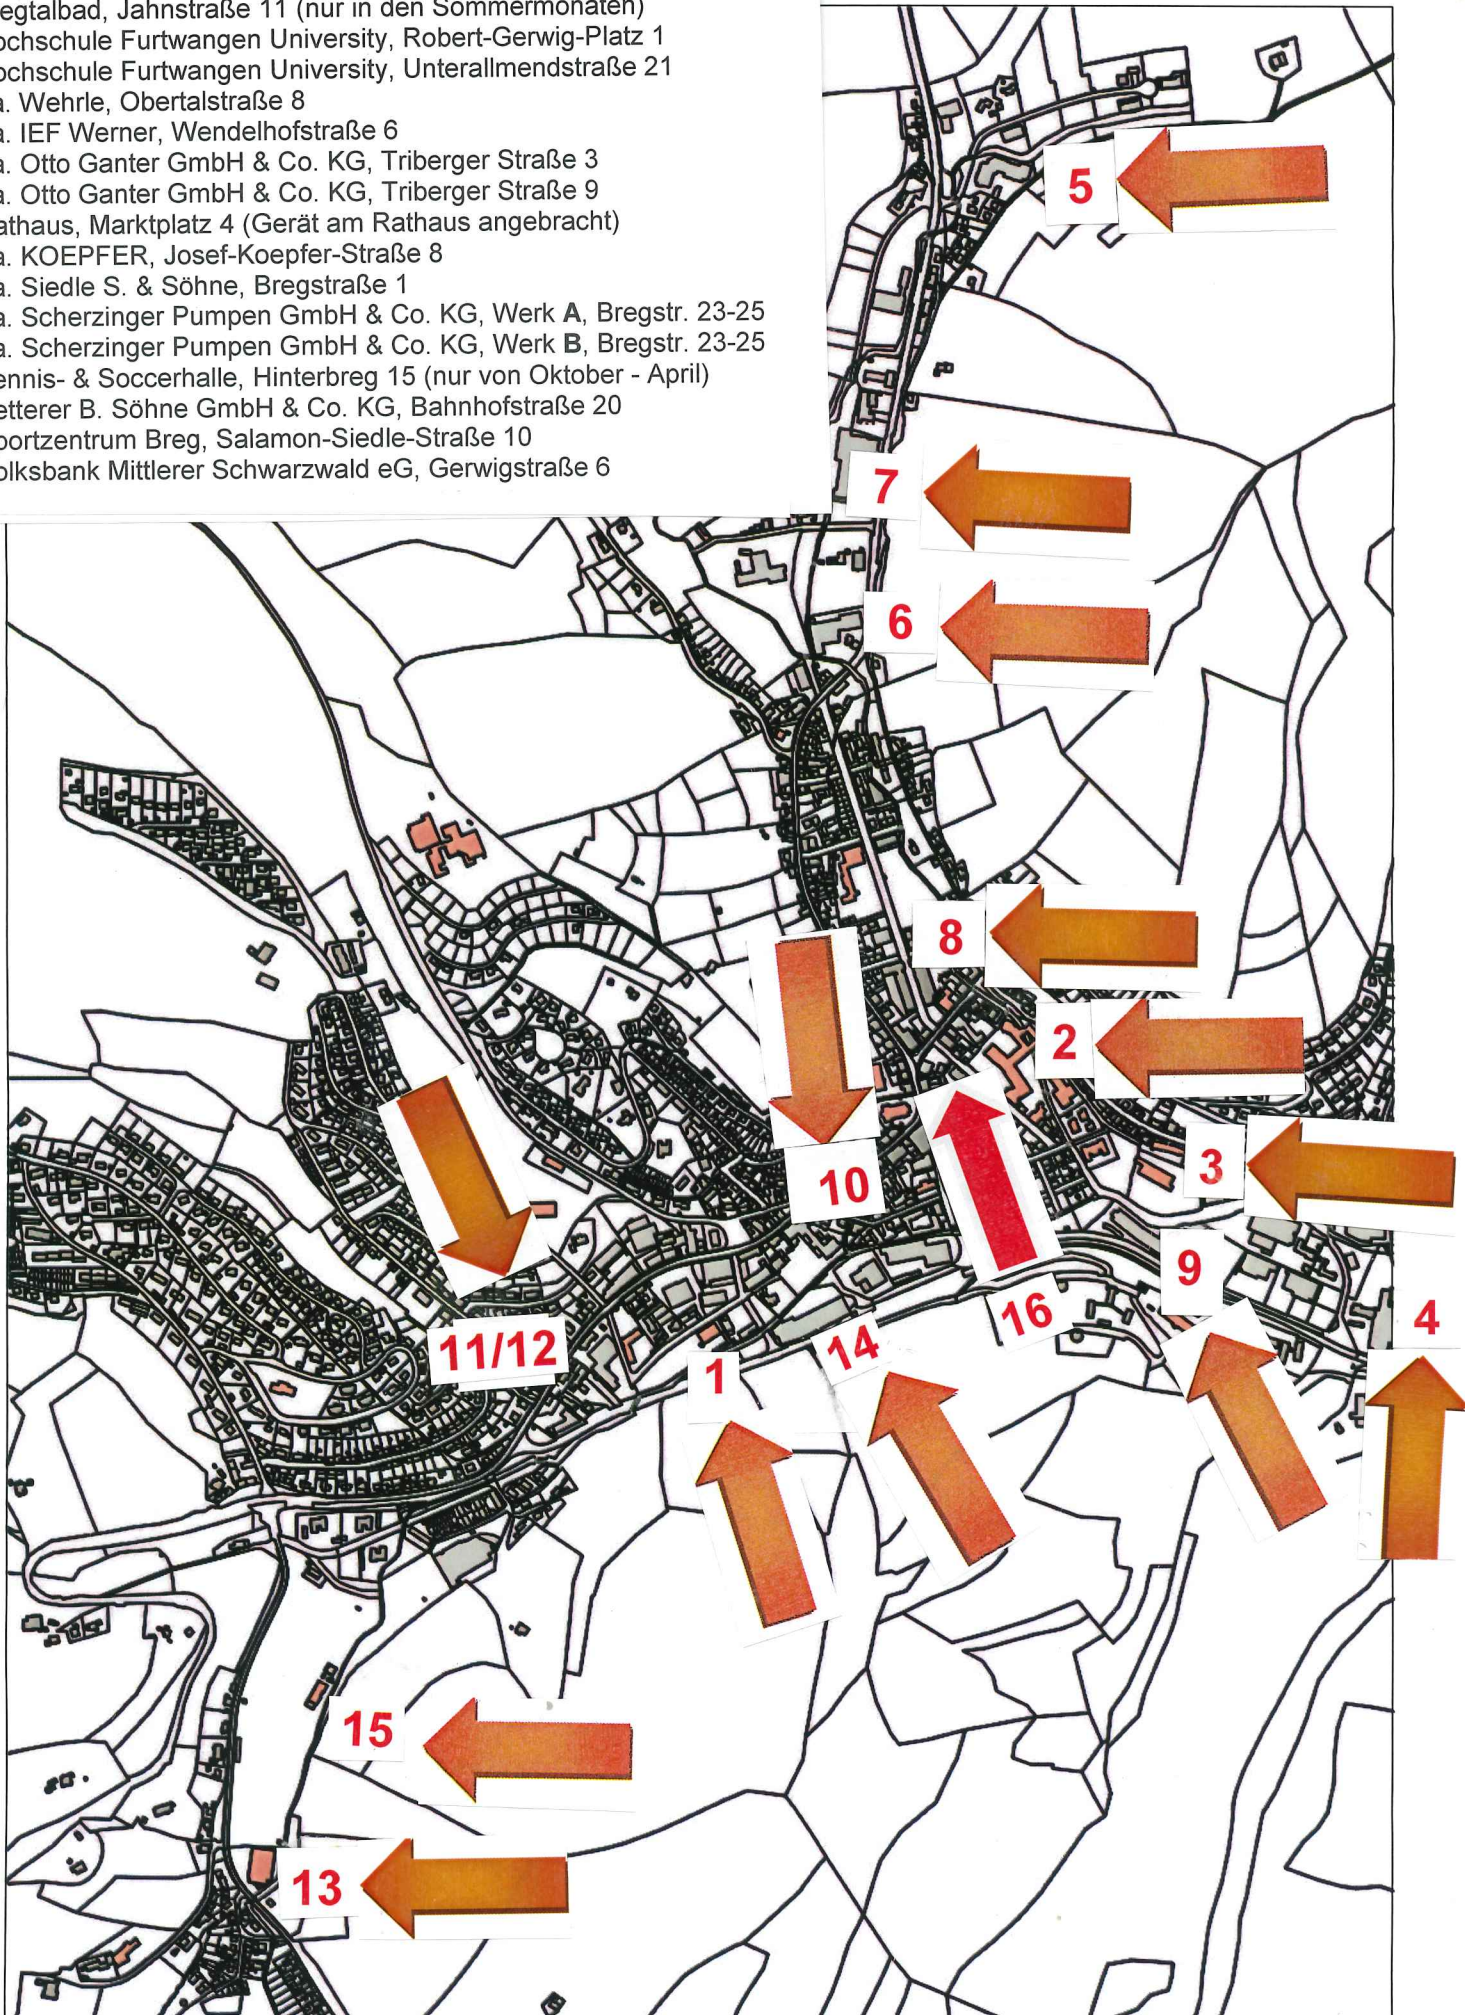 egtalbad, Jahnstraße 11 (nur in den Sommermonaten)
ochschule Furtwangen University, Robert-Gerwig-Platz 1
ochschule Furtwangen University, Unterallmendstraße 21
a. Wehrle, Obertalstraße 8
a. IEF Werner, Wendelhofstraße 6
a. Otto Ganter GmbH & Co. KG, Triberger Straße 3
a. Otto Ganter GmbH & Co. KG, Triberger Straße 9
athaus, Marktplatz 4 (Gerät am Rathaus angebracht)
a. KOEPFER, Josef-Koepfer-Straße 8
a. Siedle S. & Söhne, Bregstraße 1
a. Scherzinger Pumpen GmbH & Co. KG, Werk A, Bregstr. 23-25
a. Scherzinger Pumpen GmbH & Co. KG, Werk B, Bregstr. 23-25
ennis- & Soccerhalle, Hinterbreg 15 (nur von Oktober - April)
etterer B. Söhne GmbH & Co. KG, Bahnhofstraße 20
portzentrum Breg, Salamon-Siedle-Straße 10
olksbank Mittlerer Schwarzwald eG, Gerwigstraße 6
5
7
6
8
2
3
10
9
16
4
14
11/12
1
15
13